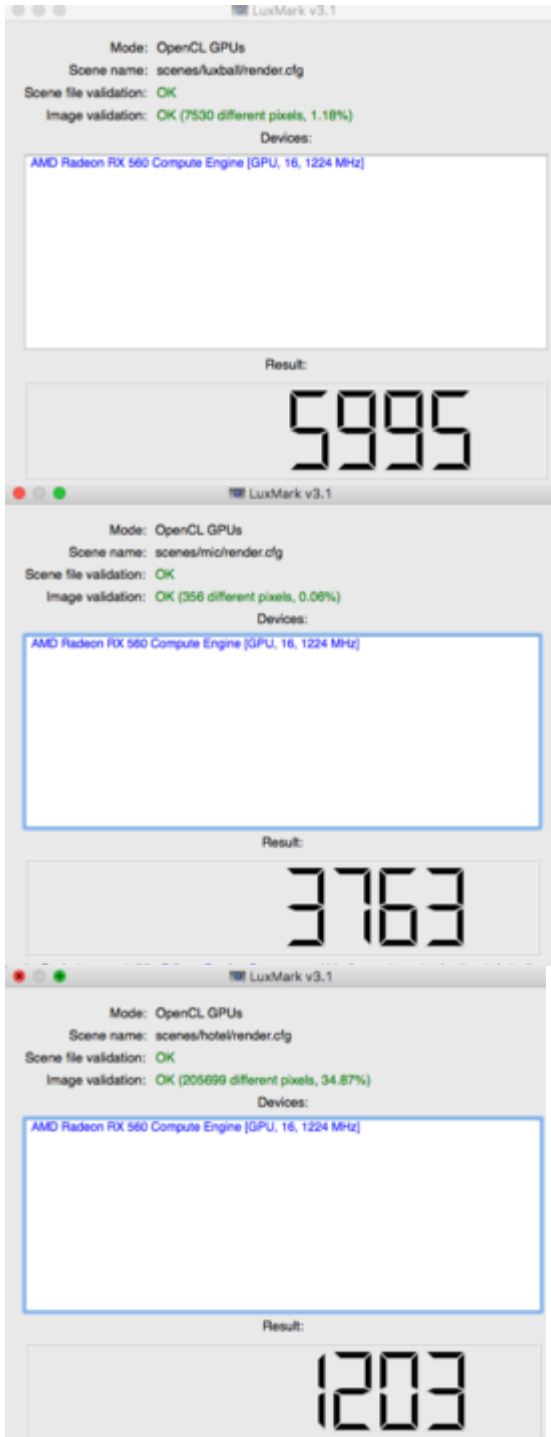 LuxMark v3.1
Mode: OpenCL GPUs
Scene name: scenes/luxball/render.cfg
Scene file validation: OK
Image validation: OK (7530 different pixels, 1.18%)
Devices:
AMD Radeon RX 560 Compute Engine [GPU, 16, 1224 MHz]
Result:
5995
LuxMark v3.1
Mode: OpenCL GPUs
Scene name: scenes/mic/render.cfg
Scene file validation: OK
Image validation: OK (356 different pixels, 0.06%)
Devices:
AMD Radeon RX 560 Compute Engine [GPU, 16, 1224 MHz]
Result:
3763
LuxMark v3.1
Mode: OpenCL GPUs
Scene name: scenes/hotel/render.cfg
Scene file validation: OK
Image validation: OK (205699 different pixels, 34.87%)
Devices:
AMD Radeon RX 560 Compute Engine [GPU, 16, 1224 MHz]
Result:
1203